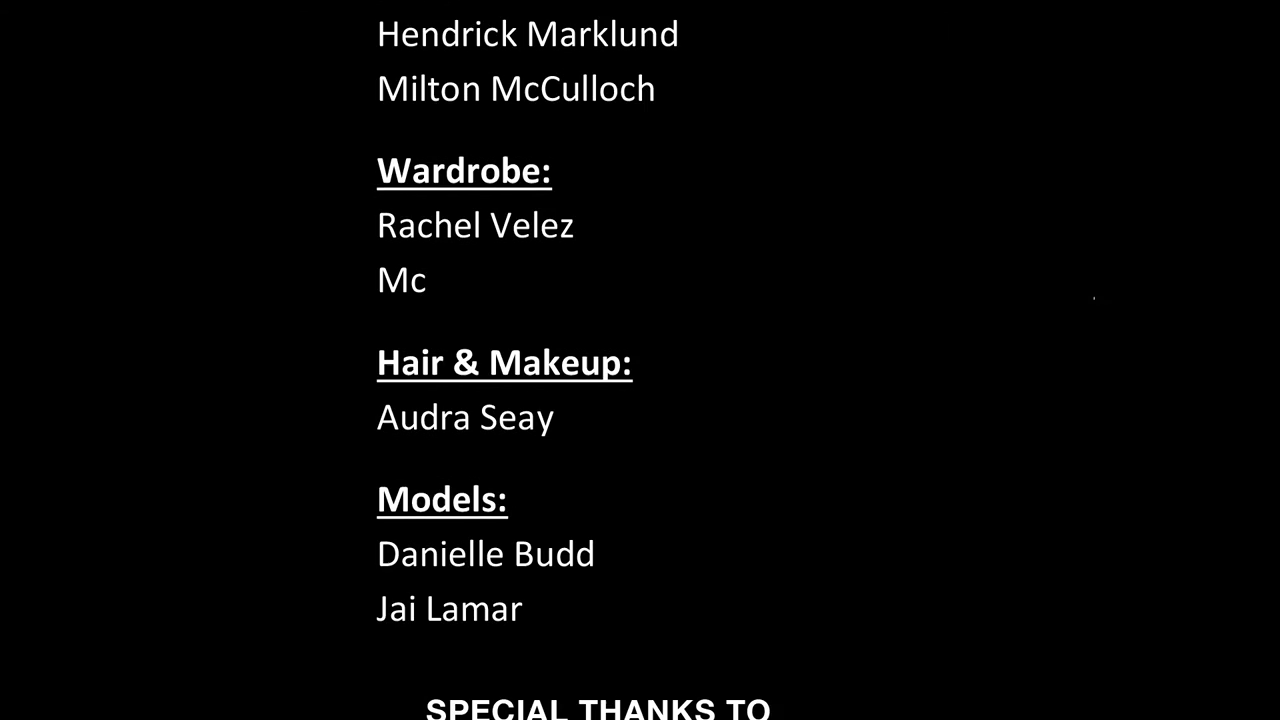 Hendrick Marklund
Milton McCulloch
Wardrobe:
Rachel Velez
Mc
Hair & Makeup:
Audra Seay
Models:
Danielle Budd
Jai Lamar
SPECIAL THANKS TO